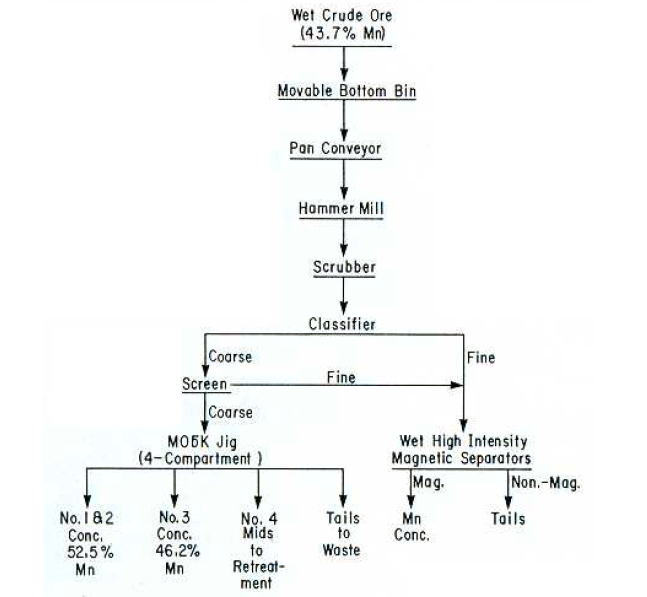 Wet Crude Ore
(43.7% Mn)
Movable Bottom Bin
Pan Conveyor
Hammer Mill
Scrubber
Classifier
Coarse
Fine
Screen
Fine
Coarse
MO5K Jig
(4-Compartment )
Wet High Intensity
Magnetic Separators
Mag.
Non.-Mag.
No. 1 & 2
Conc.
52.5%
Mn
No. 3
Conc.
46.2%
Mn
No. 4
Mids
to
Retreat-
ment
Tails
to
Waste
Mn
Conc.
Tails